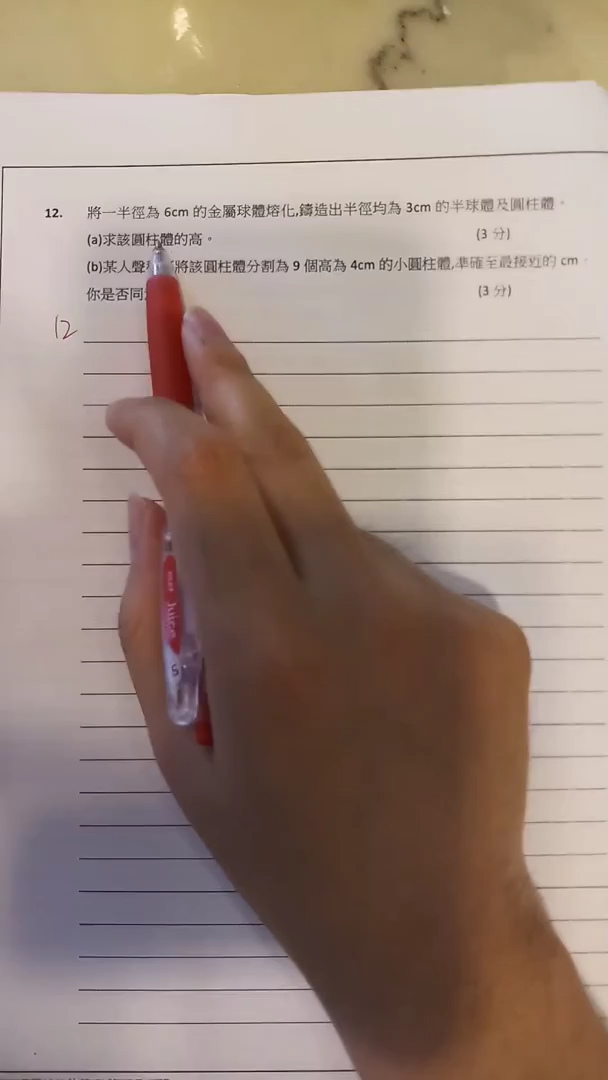 12. 將一半徑為 6cm 的金屬球體熔化,鑄造出半徑均為 3cm 的半球體及圓柱體。
(a)求該圓柱體的高。 (3 分)
(b)某人聲 將該圓柱體分割為 9 個高為 4cm 的小圓柱體,準確至最接近的 cm。
你是否同 (3 分)
12
Juice
5